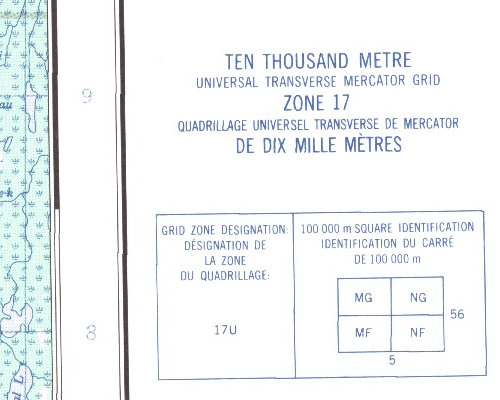 TEN THOUSAND METRE
UNIVERSAL TRANSVERSE MERCATOR GRID
ZONE 17
QUADRILLAGE UNIVERSEL TRANSVERSE DE MERCATOR
DE DIX MILLE MÈTRES
9
GRID ZONE DESIGNATION:
DÉSIGNATION DE
LA ZONE
DU QUADRILLAGE:
17U
100 000 m SQUARE IDENTIFICATION
IDENTIFICATION DU CARRÉ
DE 100 000 m
MG NG
MF NF
56
5
8